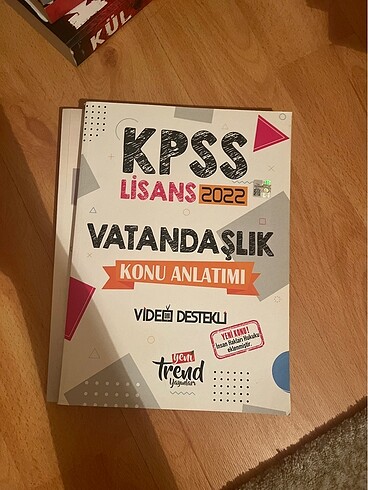 KÜL
KPSS
LİSANS 2022
VATANDAŞLIK
KONU ANLATIMI
VİDEO DESTEKLİ
YENİ KONU!
İnsan Hakları Hukuku
eklenmiştir.
yeni
trend
Yayınları